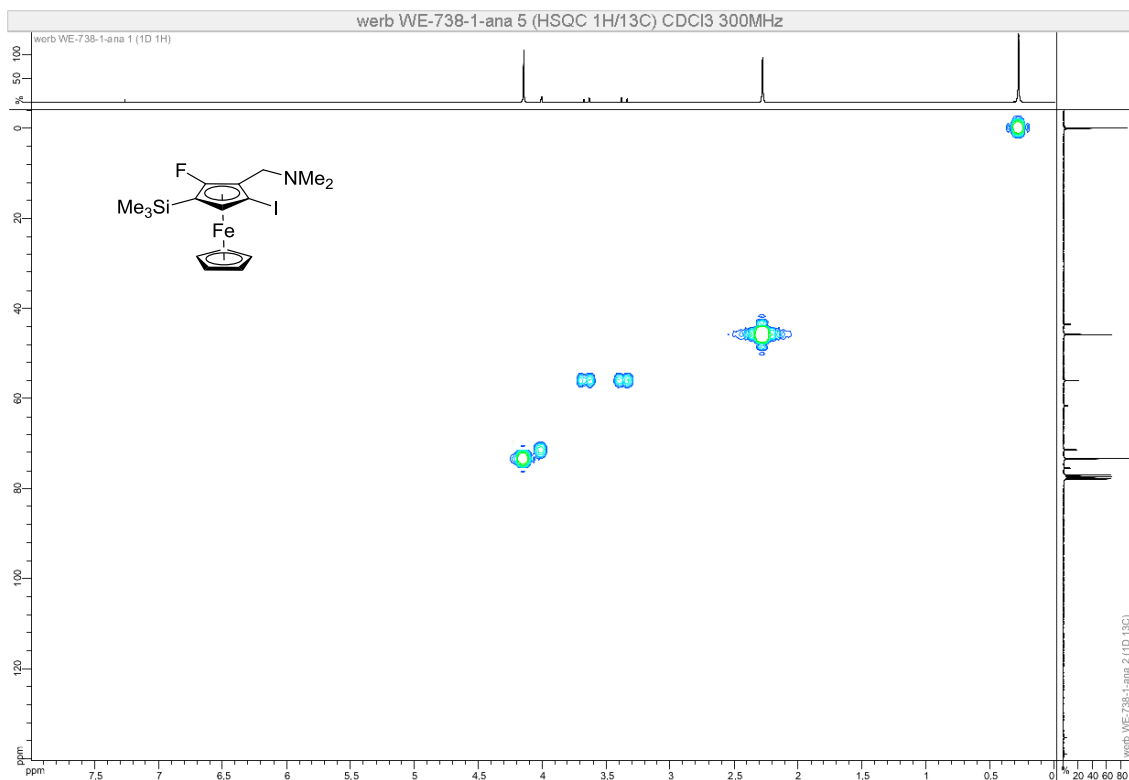 werb WE-738-1-ana 5 (HSQC 1H/13C) CDCl3 300MHz
werb WE-738-1-ana 1 (1D 1H)
100
50
%
0
20
40
60
80
100
120
ppm
F
NMe2
Me3Si
I
Fe
ppm
7.5
7
6.5
6
5.5
5
4.5
4
3.5
3
2.5
2
1.5
1
0.5
0
% 20 40 60 80
werb WE-738-1-ana 2 (1D 13C)